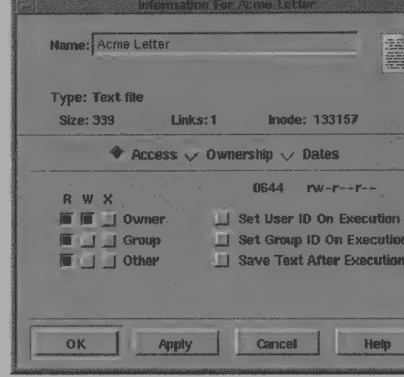 Information For Acme Letter
Name: Acme Letter
Type: Text file
Size: 339 Links: 1 Inode: 133157
Access Ownership Dates
0644 rw-r--r--
R W X
Owner Set User ID On Execution
Group Set Group ID On Execution
Other Save Text After Execution
OK Apply Cancel Help